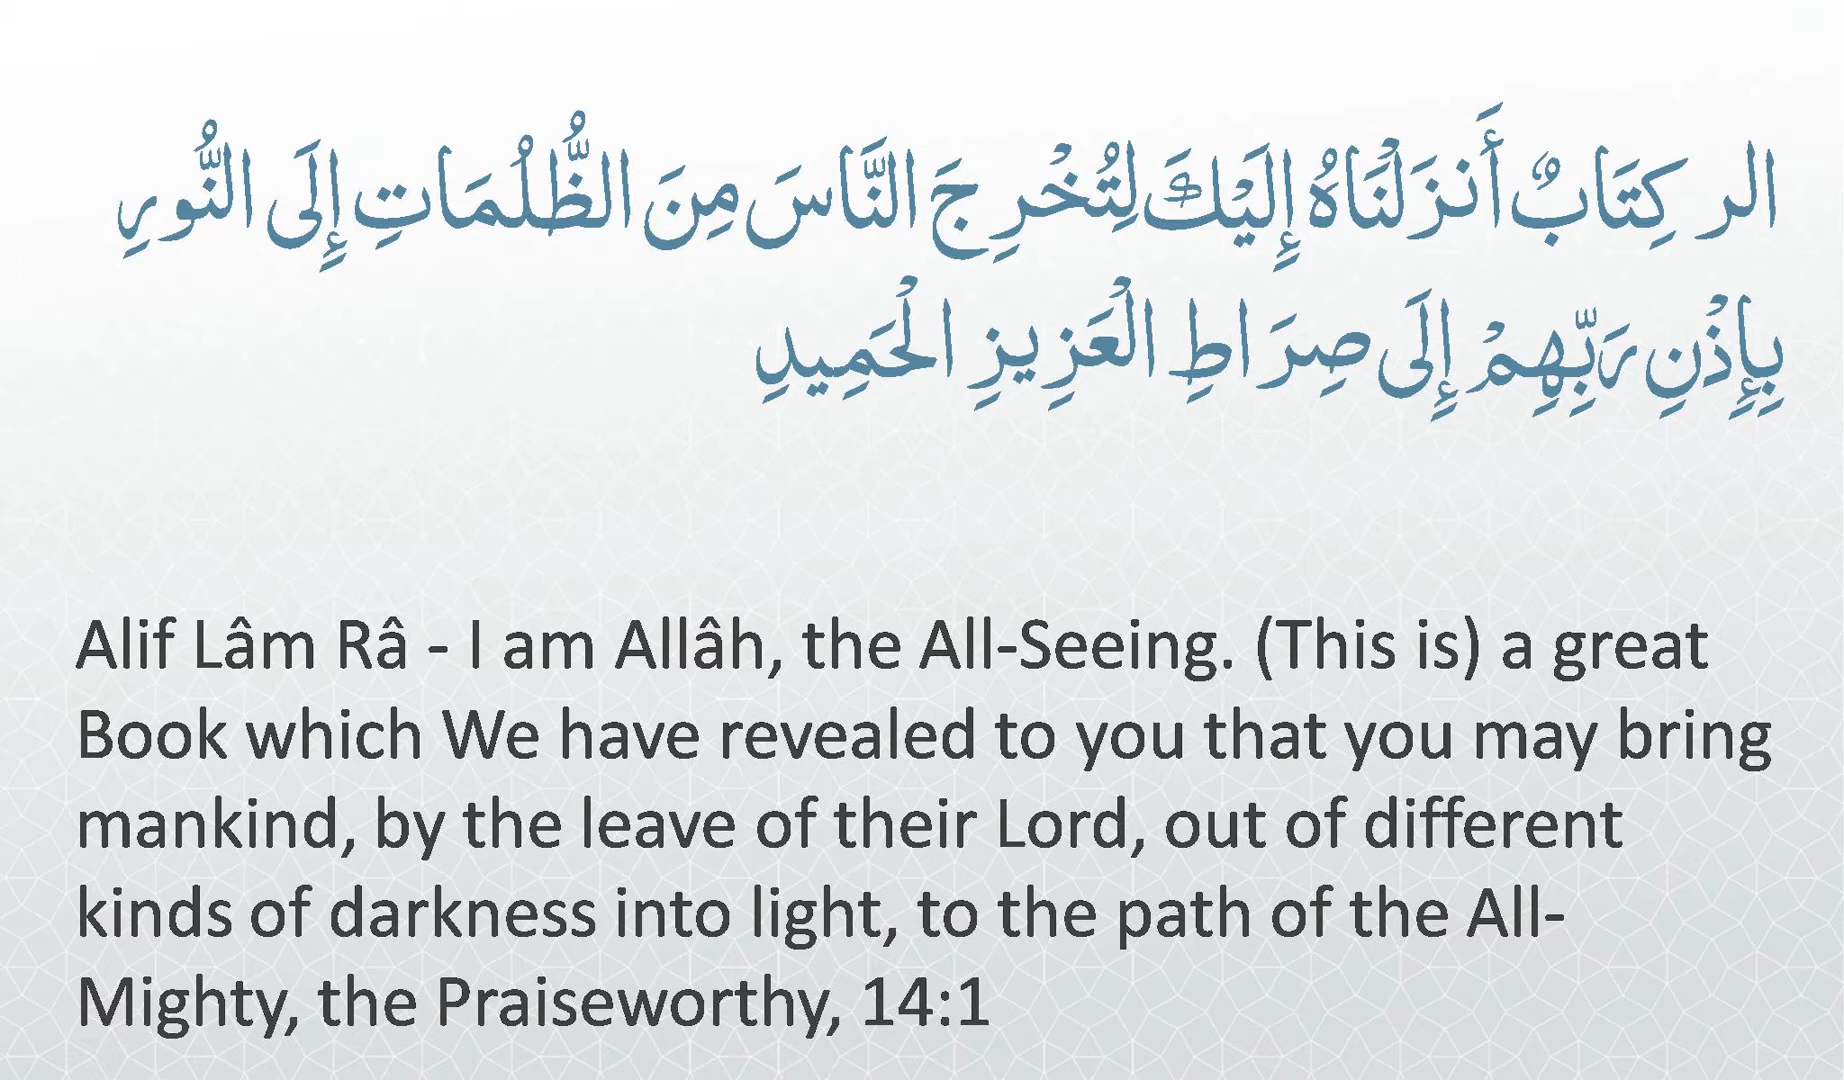 الر كِتَابٌ أَنزَلْنَاهُ إِلَيْكَ لِتُخْرِجَ النَّاسَ مِنَ الظُّلُمَاتِ إِلَى النُّورِ
بِإِذْنِ رَبِّهِمْ إِلَى صِرَاطِ الْعَزِيزِ الْحَمِيدِ
Alif Lâm Râ - I am Allâh, the All-Seeing. (This is) a great
Book which We have revealed to you that you may bring
mankind, by the leave of their Lord, out of different
kinds of darkness into light, to the path of the All-
Mighty, the Praiseworthy, 14:1